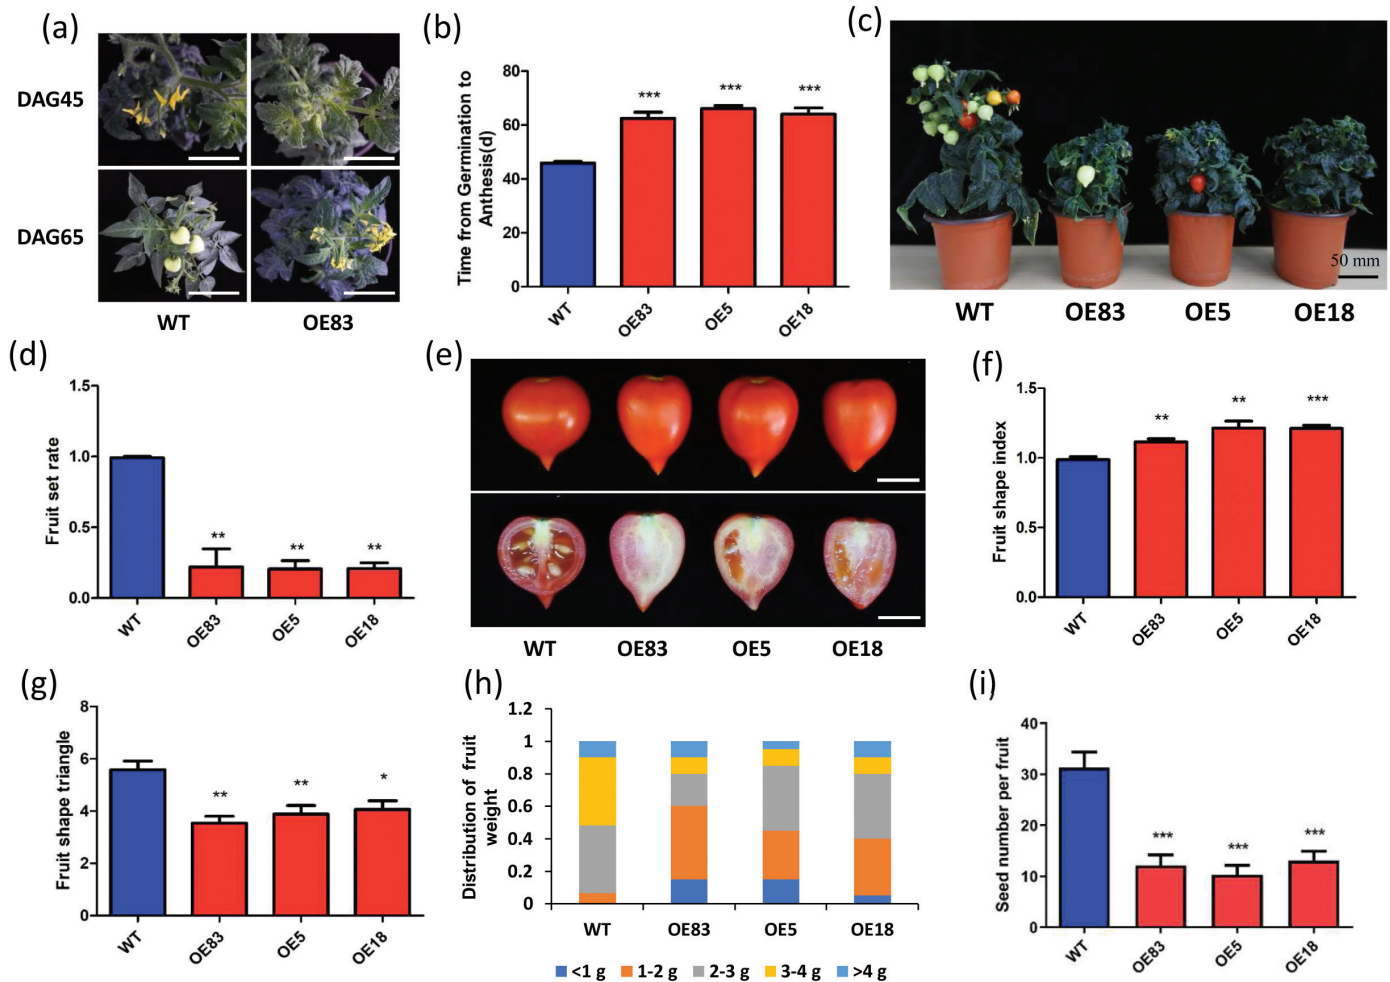 (a)
DAG45
DAG65
WT OE83
(b)
Time from Germination to
Anthesis(d)
80
60
40
20
0
*** *** ***
WT OE83 OE5 OE18
(c)
50 mm
WT OE83 OE5 OE18
(d)
Fruit set rate
1.5
1.0
0.5
0.0
** ** **
WT OE83 OE5 OE18
(e)
WT OE83 OE5 OE18
(f)
Fruit shape index
1.5
1.0
0.5
0.0
** ** ***
WT OE83 OE5 OE18
(g)
Fruit shape triangle
8
6
4
2
0
** ** *
WT OE83 OE5 OE18
(h)
Distribution of fruit
weight
1.2
1
0.8
0.6
0.4
0.2
0
WT OE83 OE5 OE18
<1 g 1-2 g 2-3 g 3-4 g >4 g
(i)
Seed number per fruit
40
30
20
10
0
*** *** ***
WT OE83 OE5 OE18